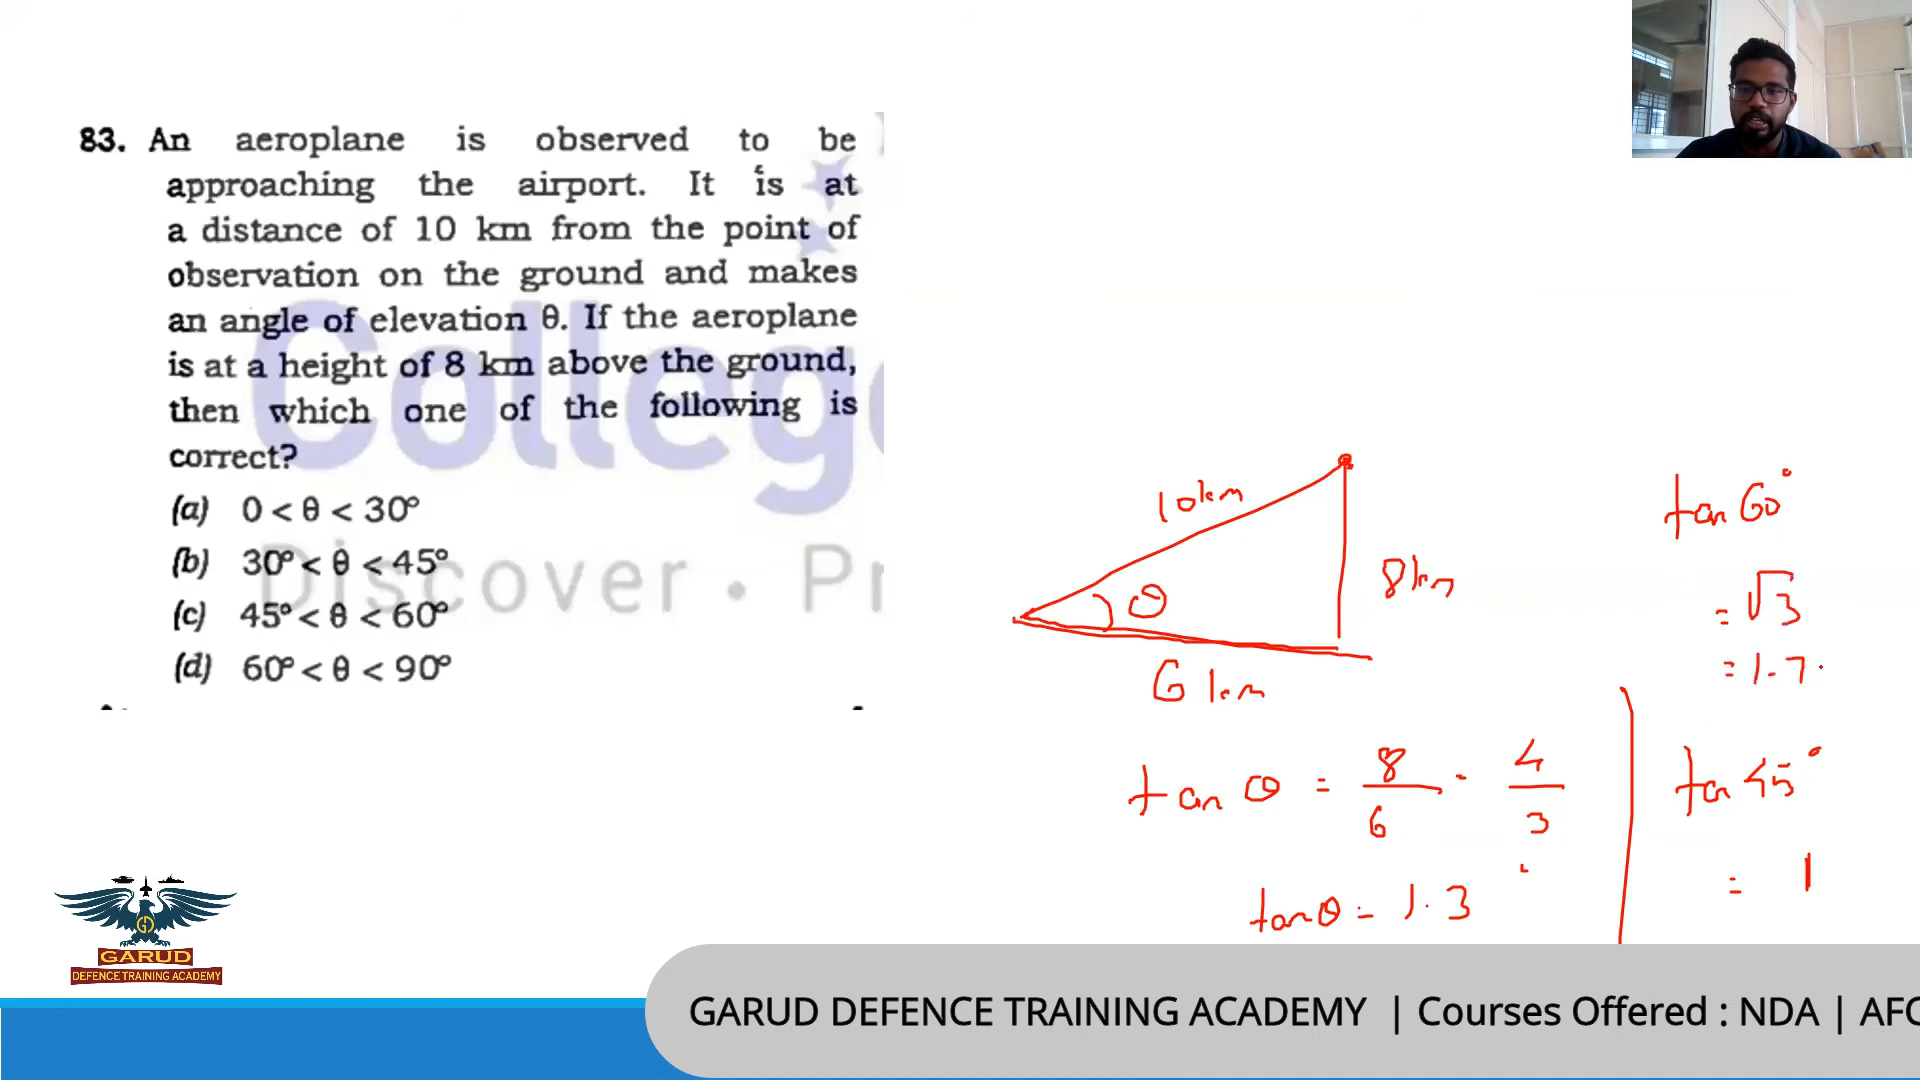 83. An aeroplane is observed to be
approaching the airport. It is at
a distance of 10 km from the point of
observation on the ground and makes
an angle of elevation θ. If the aeroplane
is at a height of 8 km above the ground,
then which one of the following is
correct?
(a) 0 < θ < 30°
(b) 30° < θ < 45°
(c) 45° < θ < 60°
(d) 60° < θ < 90°
College
Discover • Pr
10km
θ
8km
6 km
tan θ = 8/6 = 4/3
tanθ = 1.3
tan 60°
= √3
= 1.7.
tan 45°
= 1
GD
GARUD
DEFENCE TRAINING ACADEMY
GARUD DEFENCE TRAINING ACADEMY | Courses Offered : NDA | AFC